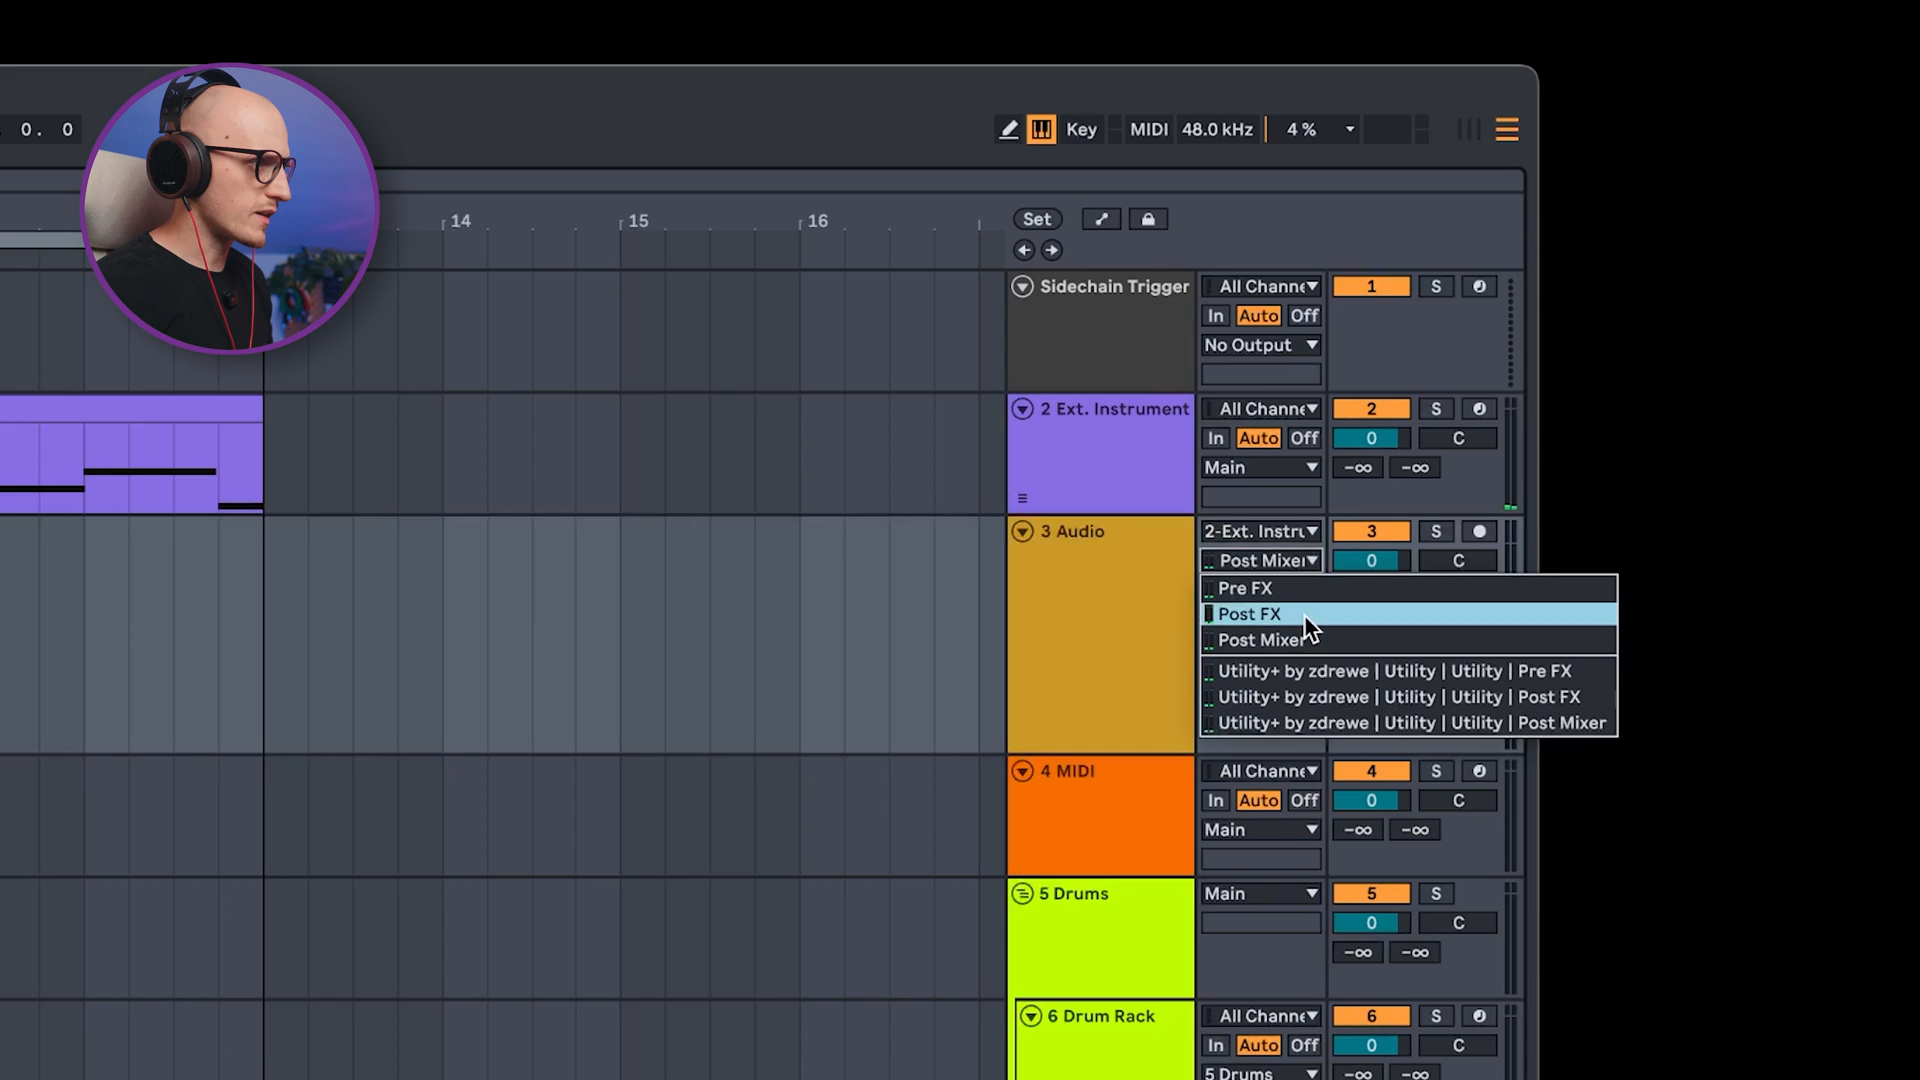 0. 0
Key MIDI 48.0 kHz 4 %
14 15 16
Set
Sidechain Trigger All Channe 1 S
In Auto Off
No Output
2 Ext. Instrument All Channe 2 S
In Auto Off 0 C
Main -∞ -∞
3 Audio 2-Ext. Instru 3 S
Post Mixer 0 C
Pre FX
Post FX
Post Mixer
Utility+ by zdrewe | Utility | Utility | Pre FX
Utility+ by zdrewe | Utility | Utility | Post FX
Utility+ by zdrewe | Utility | Utility | Post Mixer
4 MIDI All Channe 4 S
In Auto Off 0 C
Main -∞ -∞
5 Drums Main 5 S
0 C
-∞ -∞
6 Drum Rack All Channe 6 S
In Auto Off 0 C
5 Drums -∞ -∞